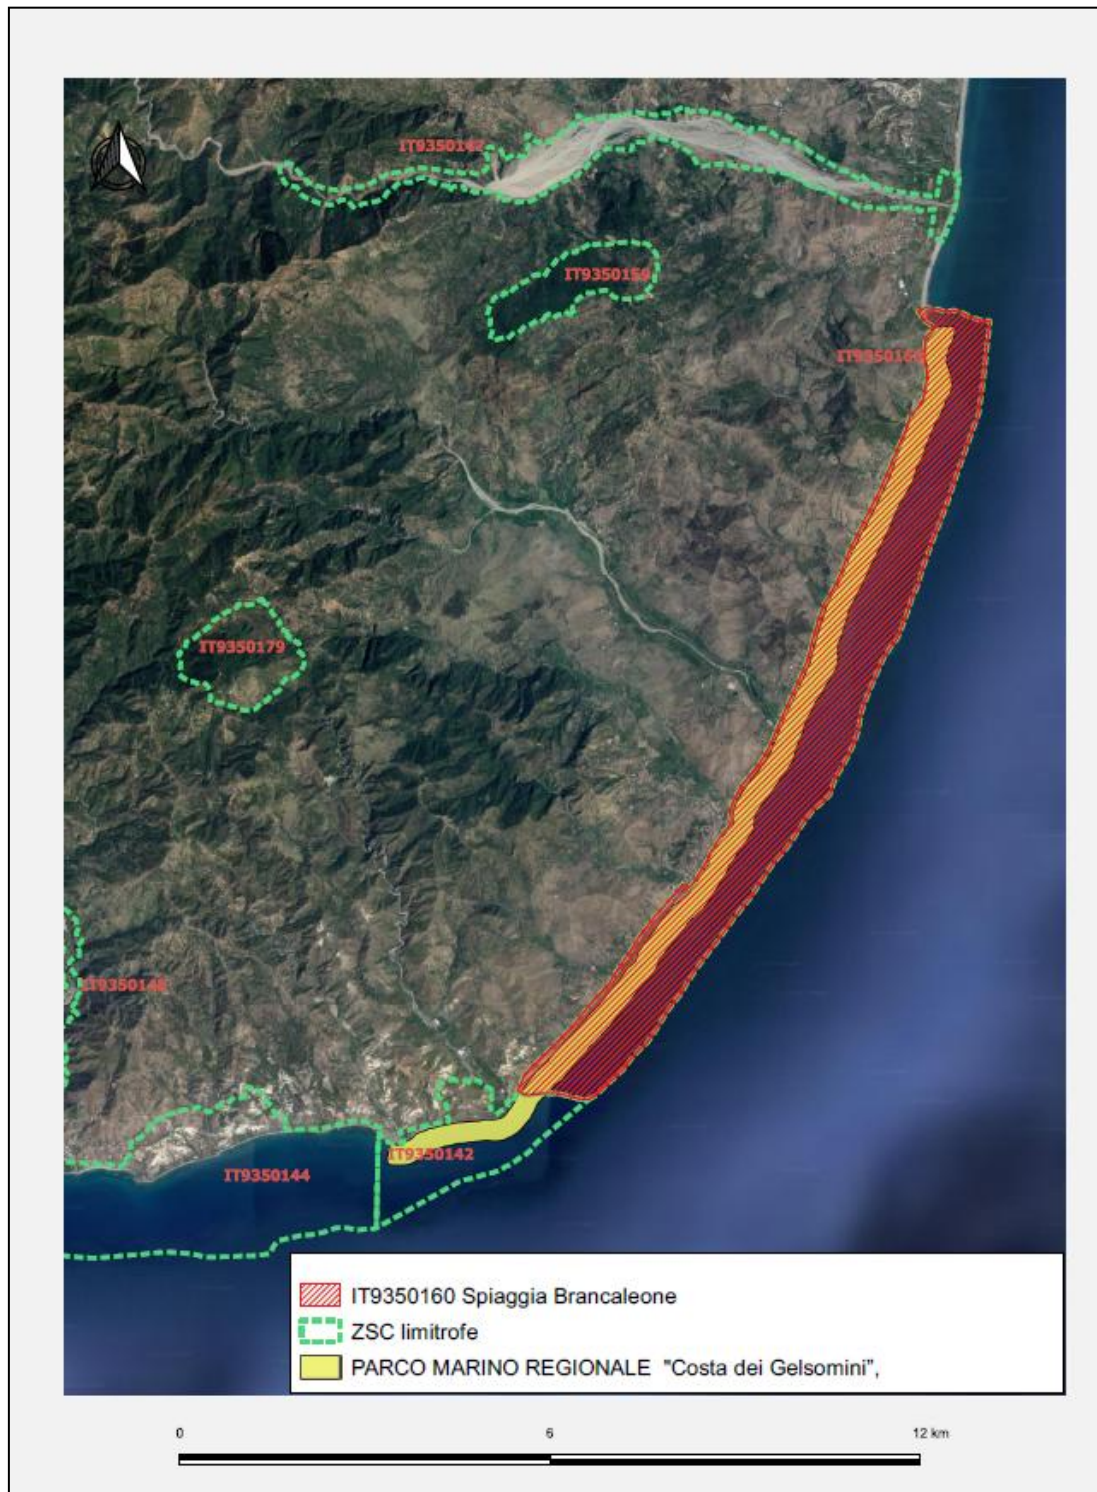 IT9350159
IT9350160
IT9350179
IT9350142
IT9350144
IT9350160 Spiaggia Brancaleone
ZSC limitrofe
PARCO MARINO REGIONALE "Costa dei Gelsomini”,
0 6 12 km